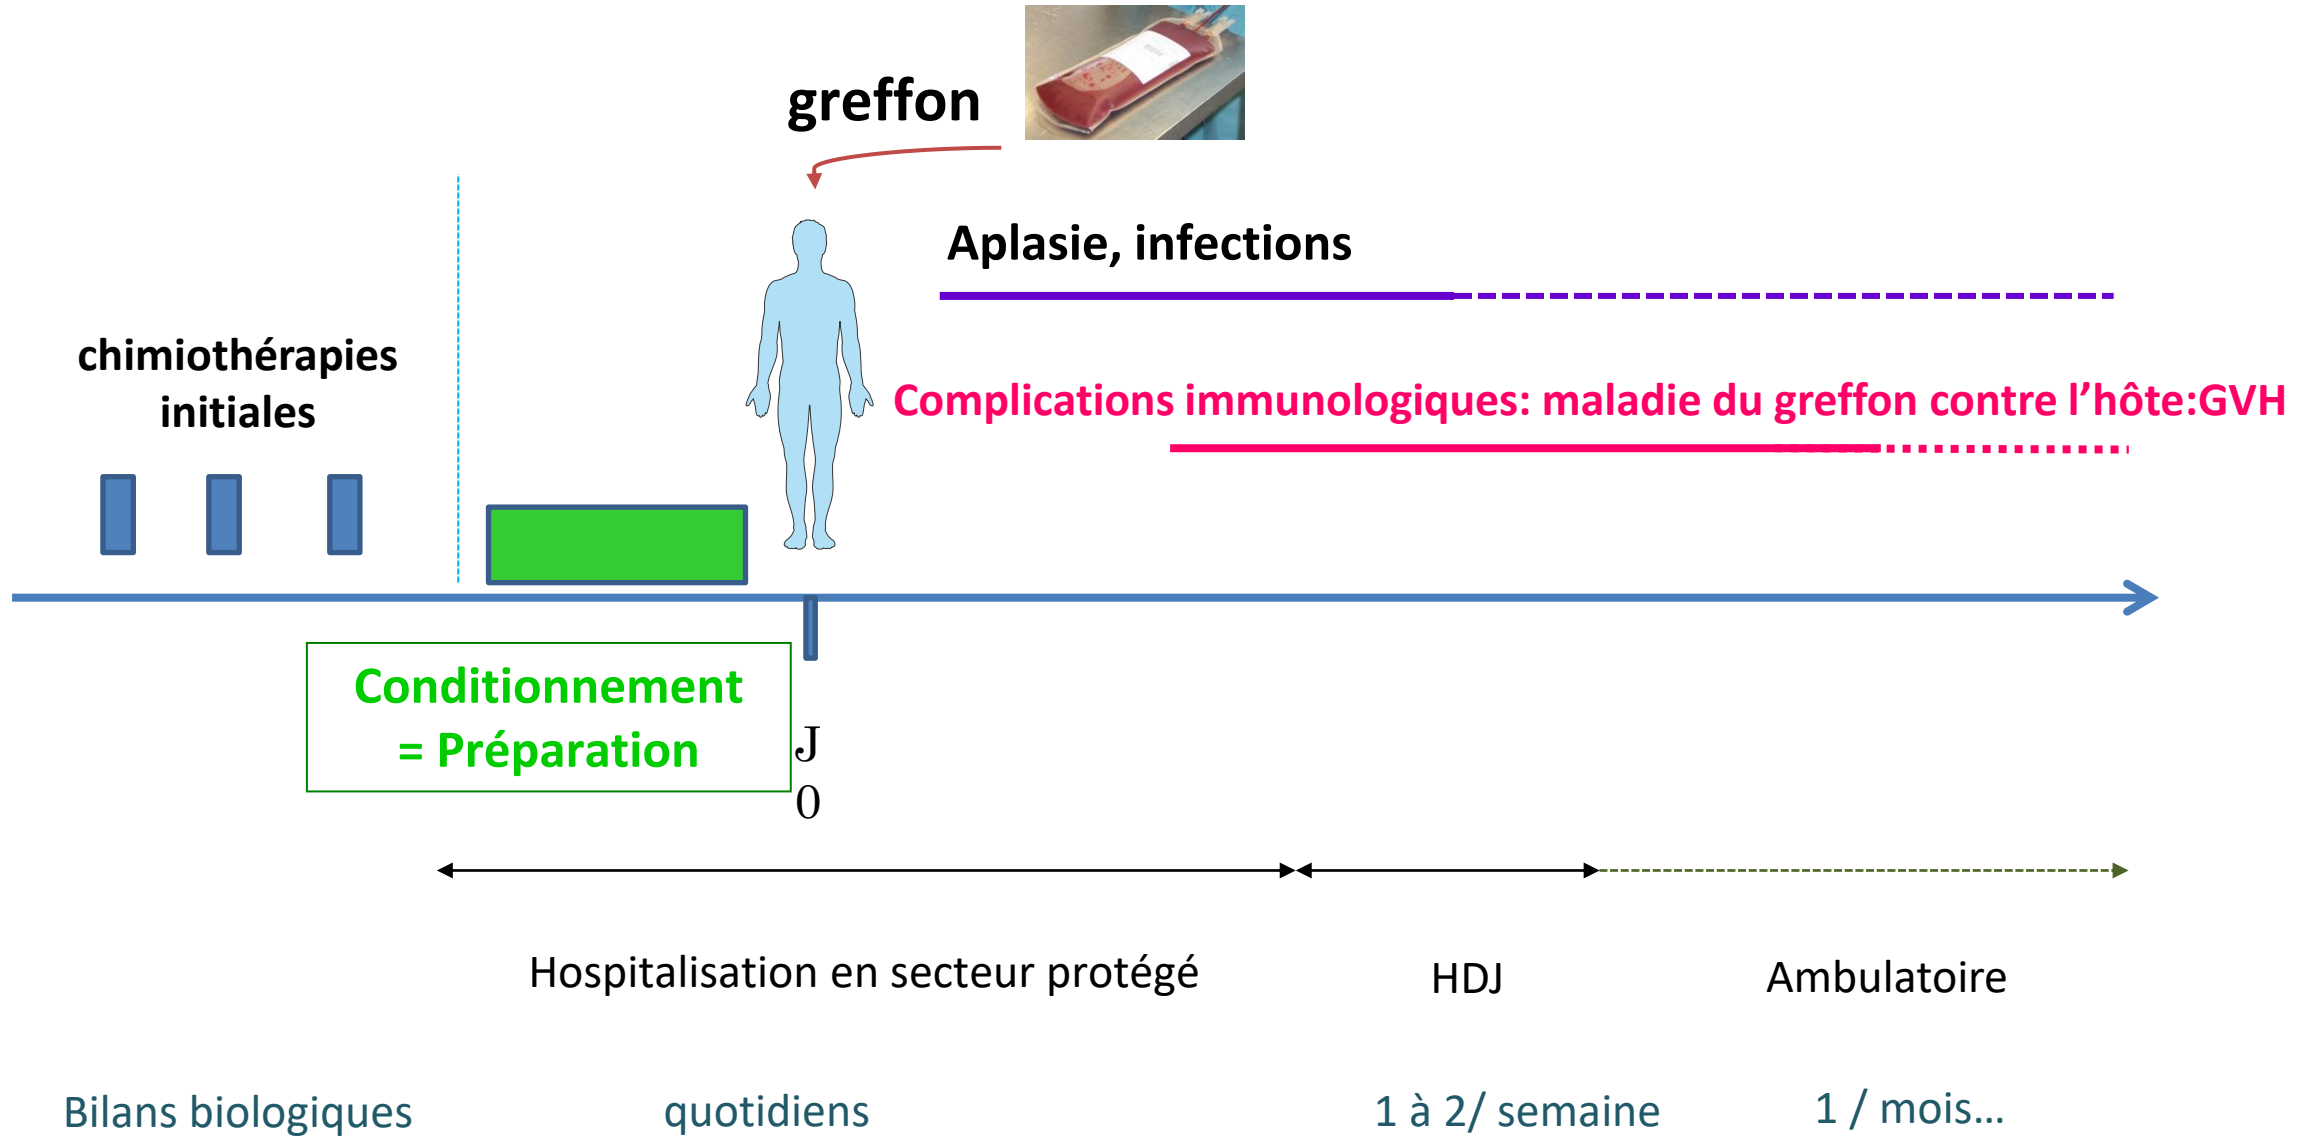 greffon
Aplasie, infections
chimiothérapies
initiales
Complications immunologiques: maladie du greffon contre l’hôte:GVH
Conditionnement
= Préparation
J
0
Hospitalisation en secteur protégé
HDJ
Ambulatoire
Bilans biologiques
quotidiens
1 à 2/ semaine
1 / mois...